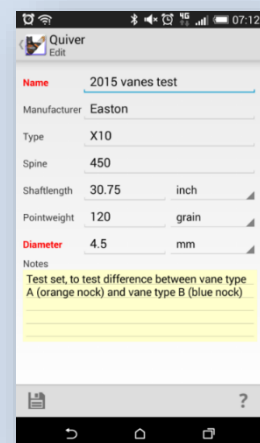 4G 07:12
Quiver
Edit
Name 2015 vanes test
Manufacturer Easton
Type X10
Spine 450
Shaftlength 30.75 inch
Pointweight 120 grain
Diameter 4.5 mm
Notes
Test set, to test difference between vane type
A (orange nock) and vane type B (blue nock)
?